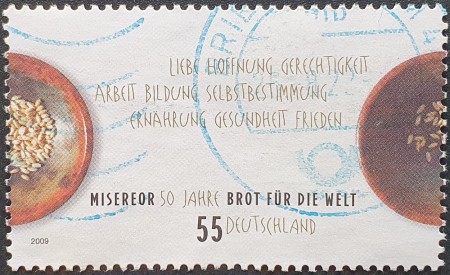 LIEBE HOFFNUNG GERECHTIGKEIT
ARBEIT BILDUNG SELBSTBESTIMMUNG
ERNÄHRUNG GESUNDHEIT FRIEDEN
MISEREOR 50 JAHRE BROT FÜR DIE WELT
55 DEUTSCHLAND
2009